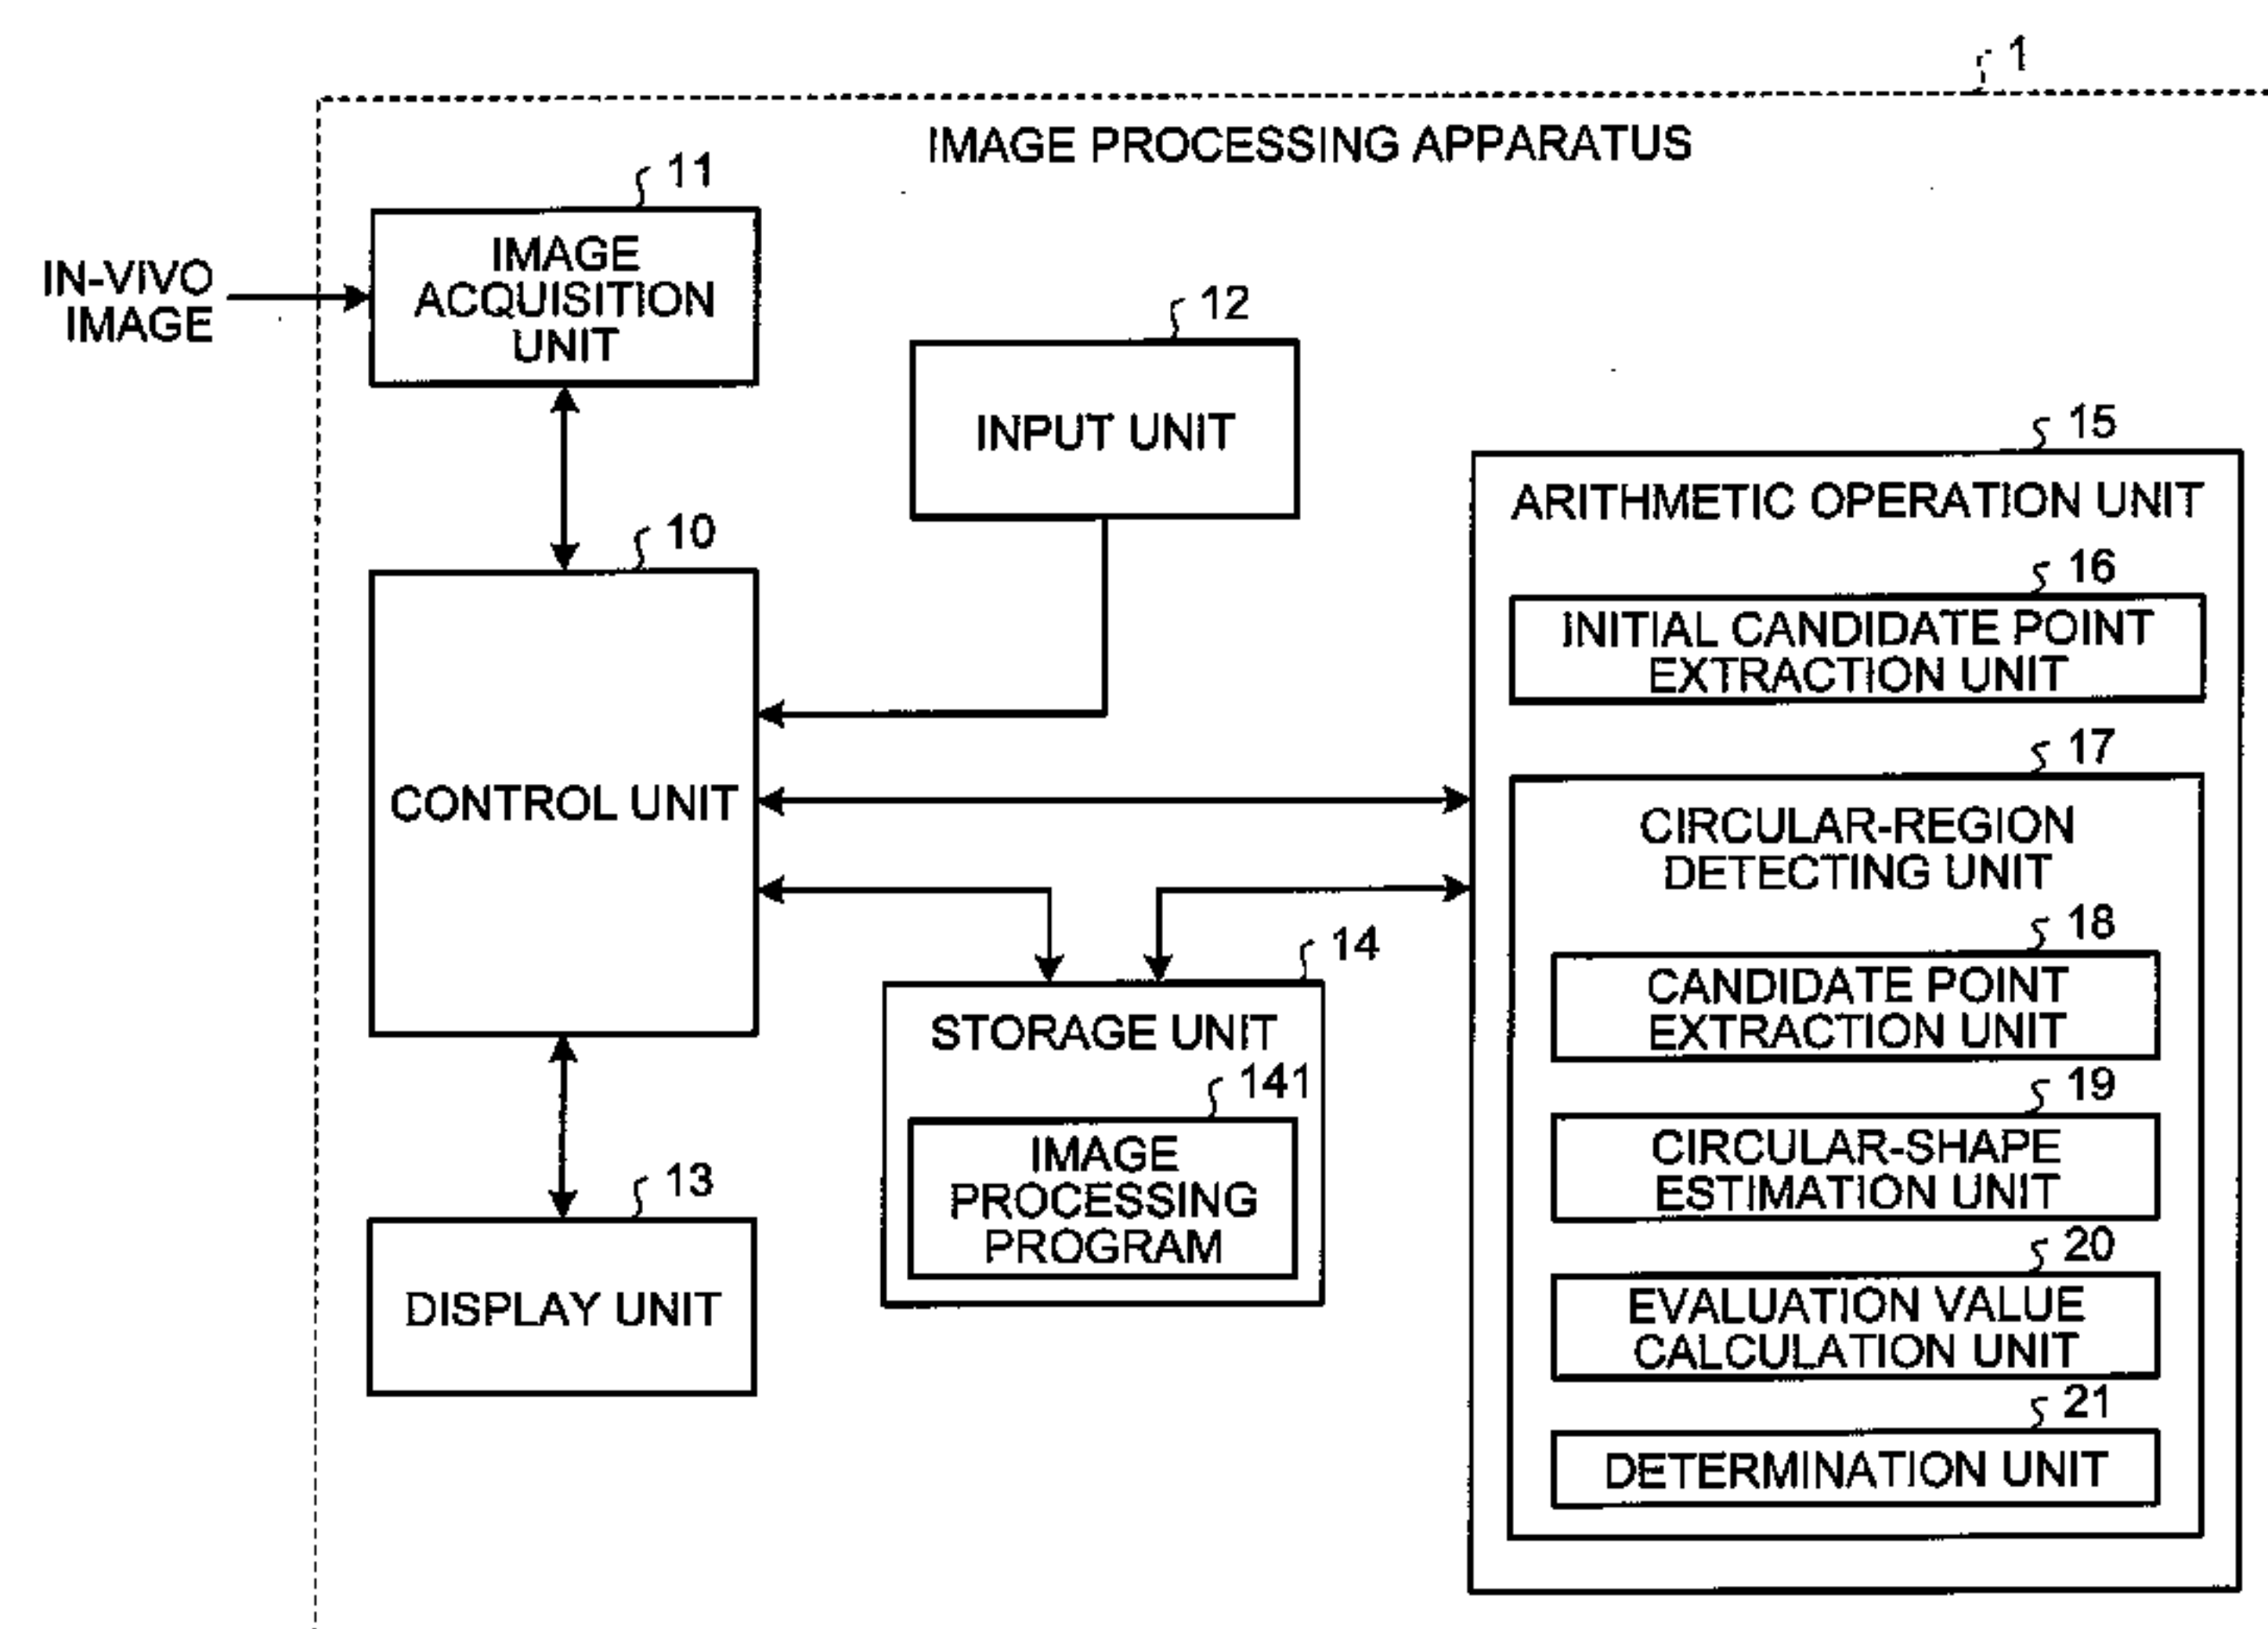 1
IMAGE PROCESSING APPARATUS
11
IMAGE
ACQUISITION
UNIT
IN-VIVO
IMAGE
12
INPUT UNIT
10
CONTROL UNIT
13
DISPLAY UNIT
14
STORAGE UNIT
141
IMAGE
PROCESSING
PROGRAM
15
ARITHMETIC OPERATION UNIT
16
INITIAL CANDIDATE POINT
EXTRACTION UNIT
17
CIRCULAR-REGION
DETECTING UNIT
18
CANDIDATE POINT
EXTRACTION UNIT
19
CIRCULAR-SHAPE
ESTIMATION UNIT
20
EVALUATION VALUE
CALCULATION UNIT
21
DETERMINATION UNIT